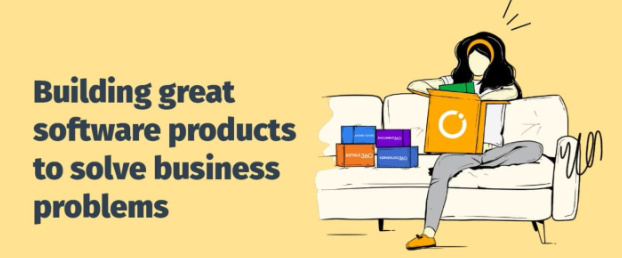 Building great
software products
to solve business
problems